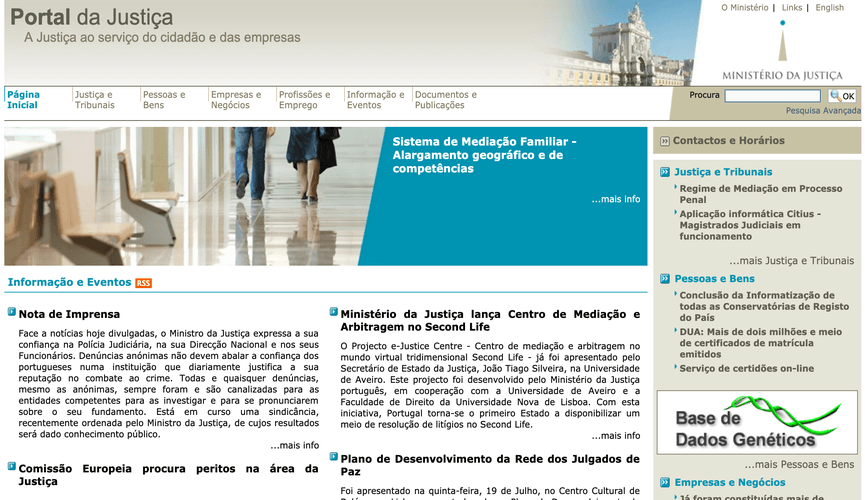 Portal da Justiça
A Justiça ao serviço do cidadão e das empresas
O Ministério | Links | English
MINISTÉRIO DA JUSTIÇA
Página
Inicial
Justiça e
Tribunais
Pessoas e
Bens
Empresas e
Negócios
Profissões e
Emprego
Informação e
Eventos
Documentos e
Publicações
Procura
OK
Pesquisa Avançada
Sistema de Mediação Familiar -
Alargamento geográfico e de
competências
...mais info
Informação e Eventos RSS
Nota de Imprensa
Face a notícias hoje divulgadas, o Ministro da Justiça expressa a sua
confiança na Polícia Judiciária, na sua Direcção Nacional e nos seus
Funcionários. Denúncias anónimas não devem abalar a confiança dos
portugueses numa instituição que diariamente justifica a sua
reputação no combate ao crime. Todas e quaisquer denúncias,
mesmo as anónimas, sempre foram e são canalizadas para as
entidades competentes para as investigar e para se pronunciarem
sobre o seu fundamento. Está em curso uma sindicância,
recentemente ordenada pelo Ministro da Justiça, de cujos resultados
será dado conhecimento público.
...mais info
Comissão Europeia procura peritos na área da
Justiça
Ministério da Justiça lança Centro de Mediação e
Arbitragem no Second Life
O Projecto e-Justice Centre - Centro de mediação e arbitragem no
mundo virtual tridimensional Second Life - já foi apresentado pelo
Secretário de Estado da Justiça, João Tiago Silveira, na Universidade
de Aveiro. Este projecto foi desenvolvido pelo Ministério da Justiça
português, em cooperação com a Universidade de Aveiro e a
Faculdade de Direito da Universidade Nova de Lisboa. Com esta
iniciativa, Portugal torna-se o primeiro Estado a disponibilizar um
meio de resolução de litígios no Second Life.
...mais info
Plano de Desenvolvimento da Rede dos Julgados de
Paz
Foi apresentado na quinta-feira, 19 de Julho, no Centro Cultural de
Contactos e Horários
Justiça e Tribunais
Regime de Mediação em Processo
Penal
Aplicação informática Citius -
Magistrados Judiciais em
funcionamento
...mais Justiça e Tribunais
Pessoas e Bens
Conclusão da Informatização de
todas as Conservatórias de Registo
do País
DUA: Mais de dois milhões e meio
de certificados de matrícula
emitidos
Serviço de certidões on-line
Base de
Dados Genéticos
...mais Pessoas e Bens
Empresas e Negócios
Já foram constituídas mais de